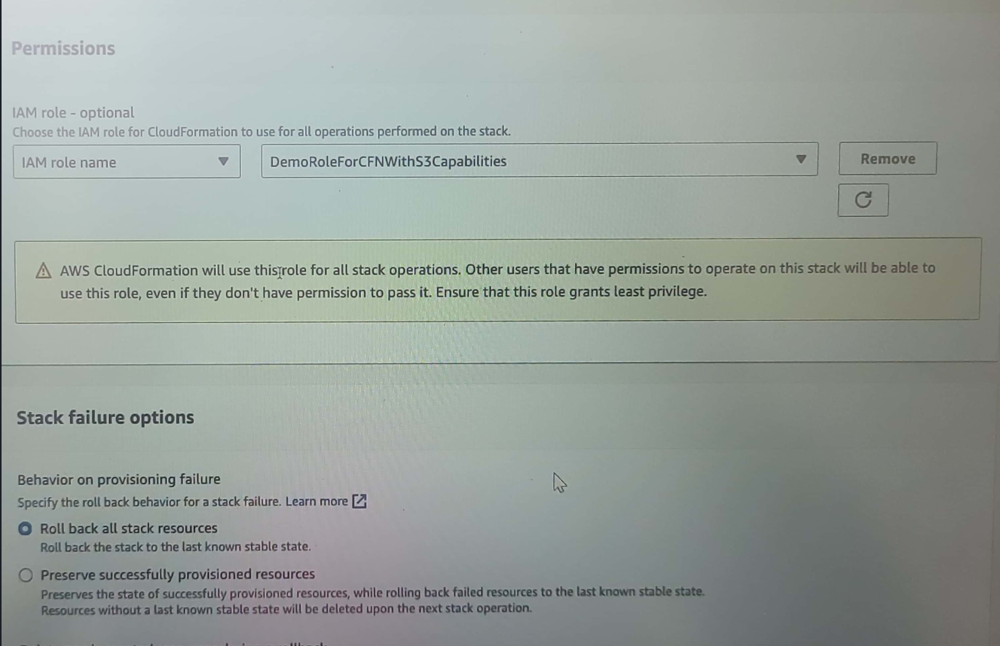 Permissions
IAM role - optional
Choose the IAM role for CloudFormation to use for all operations performed on the stack.
IAM role name
DemoRoleForCFNWithS3Capabilities
Remove
AWS CloudFormation will use this role for all stack operations. Other users that have permissions to operate on this stack will be able to
use this role, even if they don't have permission to pass it. Ensure that this role grants least privilege.
Stack failure options
Behavior on provisioning failure
Specify the roll back behavior for a stack failure. Learn more
Roll back all stack resources
Roll back the stack to the last known stable state.
Preserve successfully provisioned resources
Preserves the state of successfully provisioned resources, while rolling back failed resources to the last known stable state.
Resources without a last known stable state will be deleted upon the next stack operation.